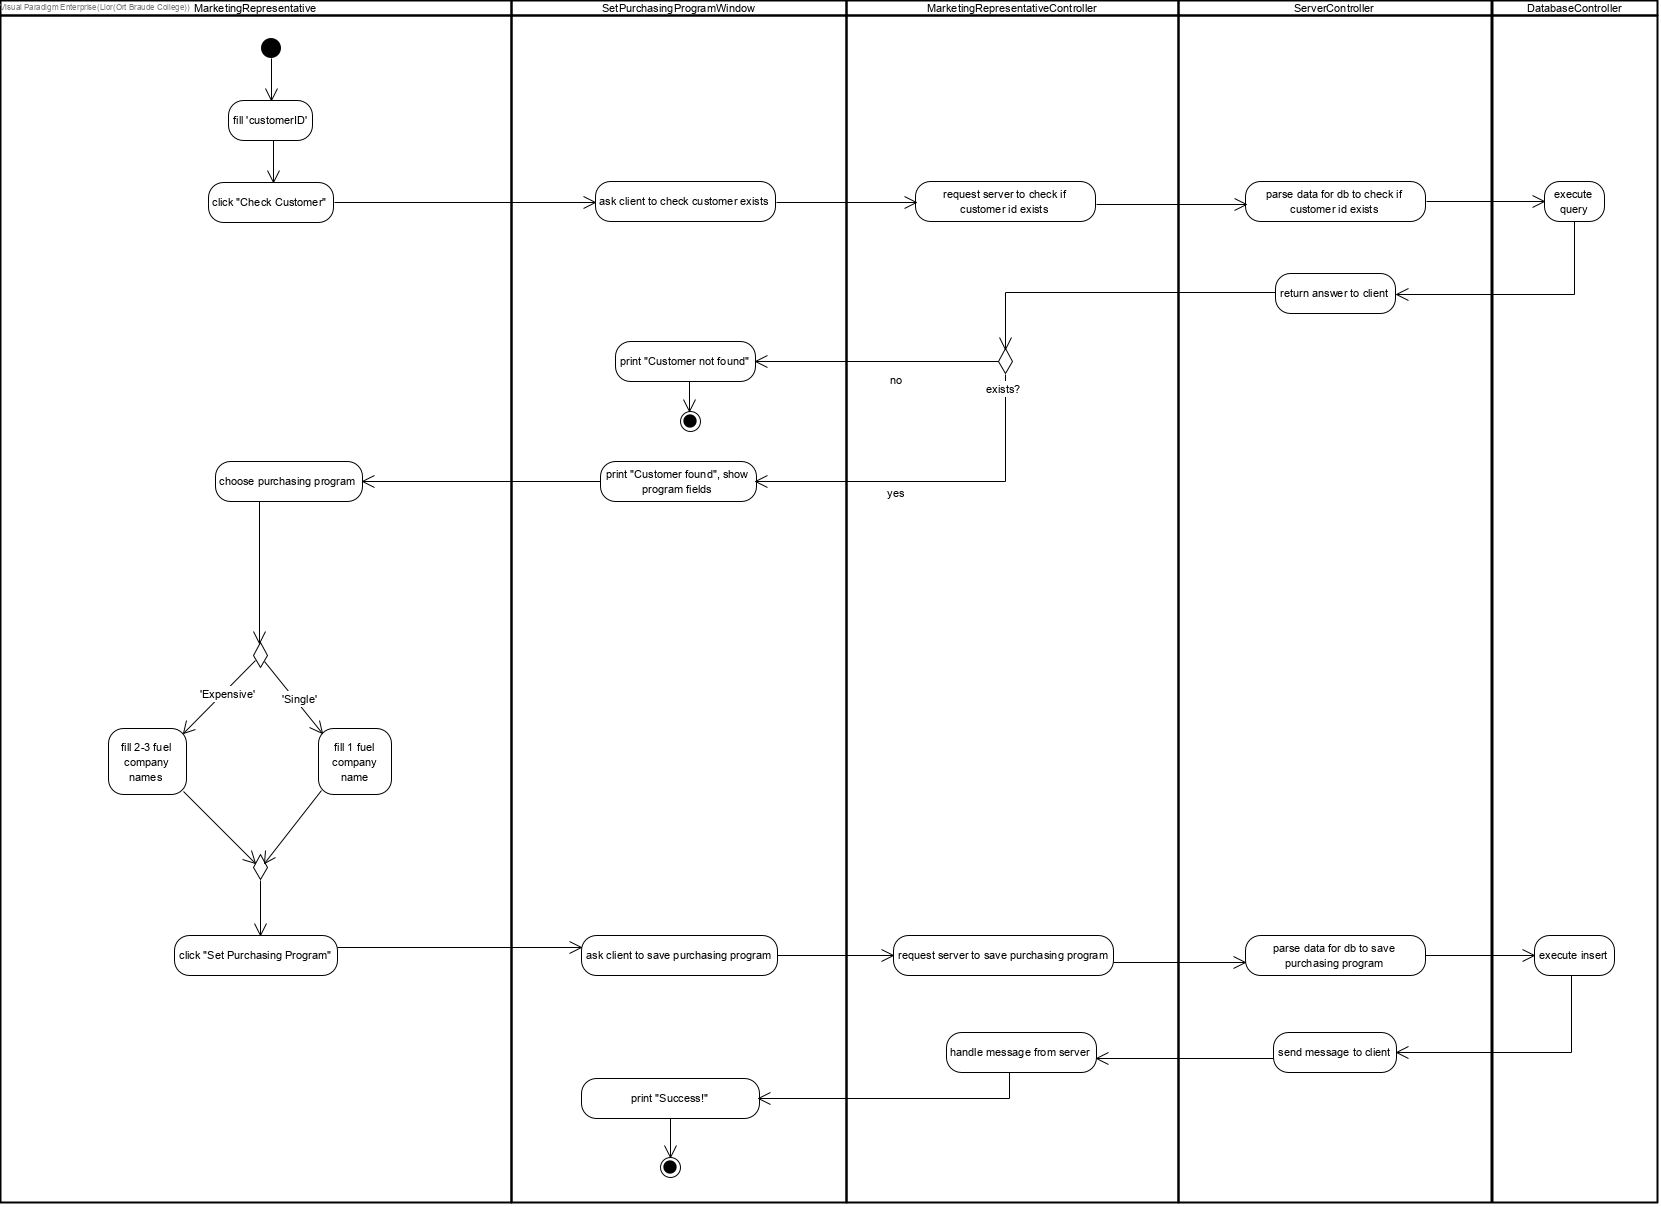 Visual Paradigm Enterprise(Lior(Ort Braude College))
MarketingRepresentative
SetPurchasingProgramWindow
MarketingRepresentativeController
ServerController
DatabaseController
fill 'customerID'
click "Check Customer"
ask client to check customer exists
request server to check if
customer id exists
parse data for db to check if
customer id exists
execute
query
return answer to client
print "Customer not found"
no
exists?
choose purchasing program
print "Customer found", show
program fields
yes
'Expensive'
'Single'
fill 2-3 fuel
company
names
fill 1 fuel
company
name
click "Set Purchasing Program"
ask client to save purchasing program
request server to save purchasing program
parse data for db to save
purchasing program
execute insert
handle message from server
send message to client
print "Success!"